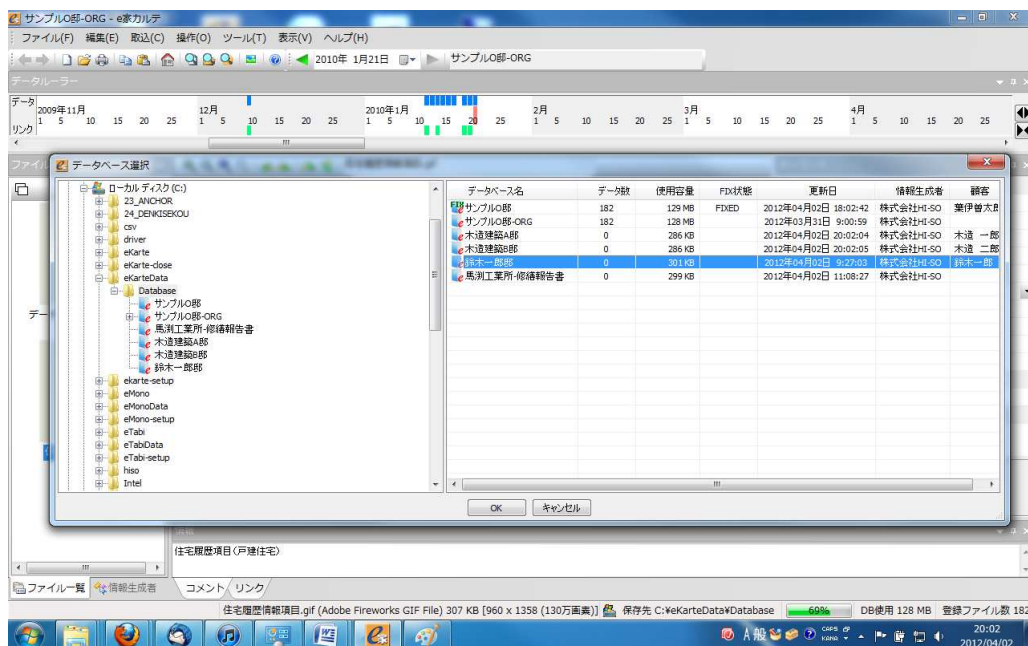 サンプルO邸-ORG - e家カルテ
ファイル(F) 編集(E) 取込(C) 操作(O) ツール(T) 表示(V) ヘルプ(H)
2010年 1月21日 サンプルO邸-ORG
データルーラー
データ
2009年11月 12月 2010年1月 2月 3月 4月
1 5 10 15 20 25 1 5 10 15 20 25 1 5 10 15 20 25 1 5 10 15 20 25 1 5 10 15 20 25 1 5 10 15 20 25
リンク
ファイル
データベース選択
ローカル ディスク (C:)
23_ANCHOR
24_DENKISEKOU
csv
driver
eKarte
eKarte-dose
eKarteData
Database
サンプルO邸
サンプルO邸-ORG
馬渕工業所-修繕報告書
木造建築A邸
木造建築B邸
鈴木一郎邸
ekarte-setup
eMono
eMonoData
eMono-setup
eTabi
eTabiData
eTabi-setup
hiso
Intel
データベース名 データ数 使用容量 FIX状態 更新日 情報生成者 顧客
FIX サンプルO邸 182 129 MB FIXED 2012年04月02日 18:02:42 株式会社HI-SO 葉伊曽太郎
サンプルO邸-ORG 182 128 MB 2012年03月31日 9:00:59 株式会社HI-SO
木造建築A邸 0 286 KB 2012年04月02日 20:02:04 株式会社HI-SO 木造 一郎
木造建築B邸 0 286 KB 2012年04月02日 20:02:05 株式会社HI-SO 木造 二郎
鈴木一郎邸 0 301 KB 2012年04月02日 9:27:03 株式会社HI-SO 鈴木一郎
馬渕工業所-修繕報告書 0 299 KB 2012年04月02日 11:08:27 株式会社HI-SO
OK キャンセル
デー
住宅履歴項目(戸建住宅)
ファイル一覧 情報生成者 コメント リンク
住宅履歴情報項目.gif (Adobe Fireworks GIF File) 307 KB [960 x 1358 (130万画素)] 保存先 C:¥eKarteData¥Database 69% DB使用 128 MB 登録ファイル数 182
A 般 CAPS KANA 20:02
2012/04/02